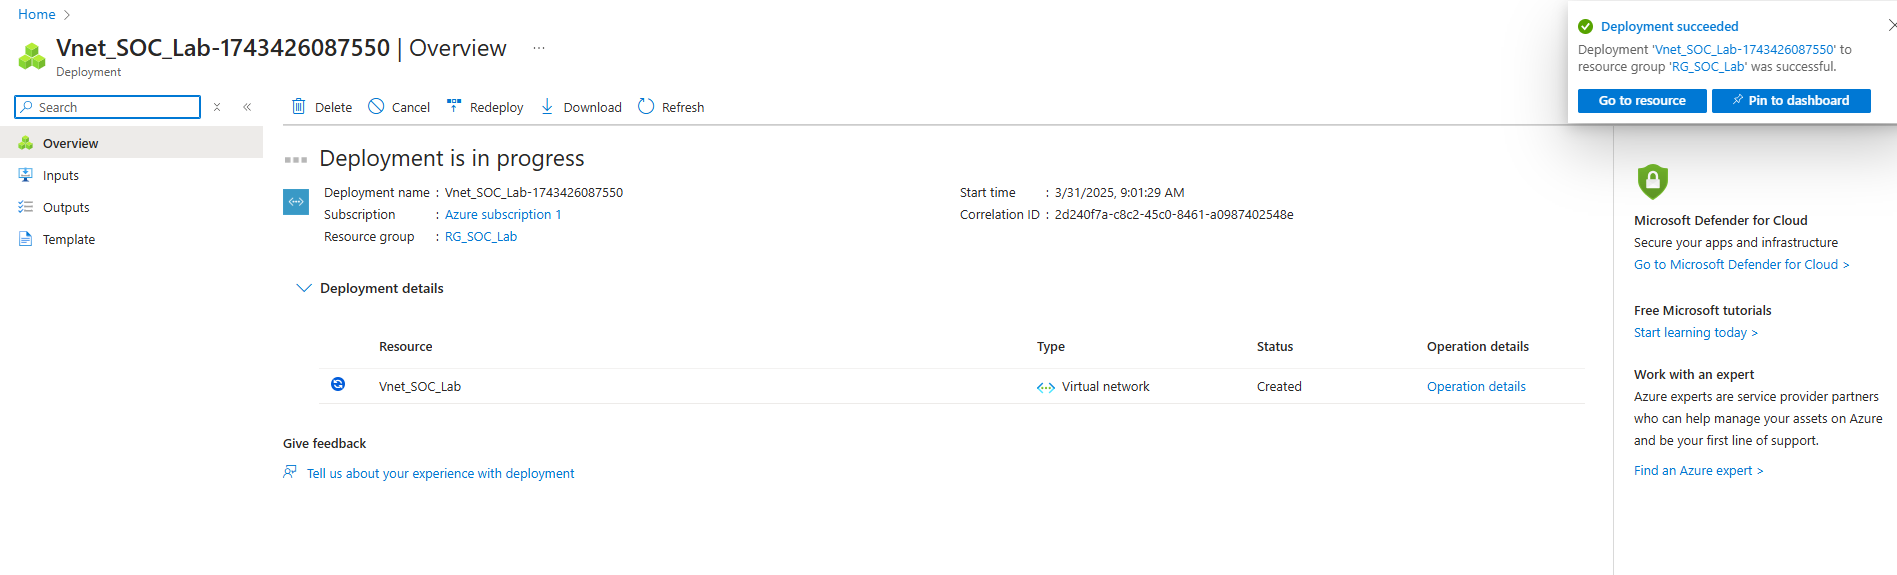 Home >
Vnet_SOC_Lab-1743426087550 | Overview ...
Deployment
Search
Overview
Inputs
Outputs
Template
Delete Cancel Redeploy Download Refresh
Deployment is in progress
Deployment name : Vnet_SOC_Lab-1743426087550
Subscription : Azure subscription 1
Resource group : RG_SOC_Lab
Start time : 3/31/2025, 9:01:29 AM
Correlation ID : 2d240f7a-c8c2-45c0-8461-a0987402548e
Deployment details
Resource Type Status Operation details
Vnet_SOC_Lab Virtual network Created Operation details
Give feedback
Tell us about your experience with deployment
Deployment succeeded
Deployment 'Vnet_SOC_Lab-1743426087550' to
resource group 'RG_SOC_Lab' was successful.
Go to resource Pin to dashboard
Microsoft Defender for Cloud
Secure your apps and infrastructure
Go to Microsoft Defender for Cloud >
Free Microsoft tutorials
Start learning today >
Work with an expert
Azure experts are service provider partners
who can help manage your assets on Azure
and be your first line of support.
Find an Azure expert >